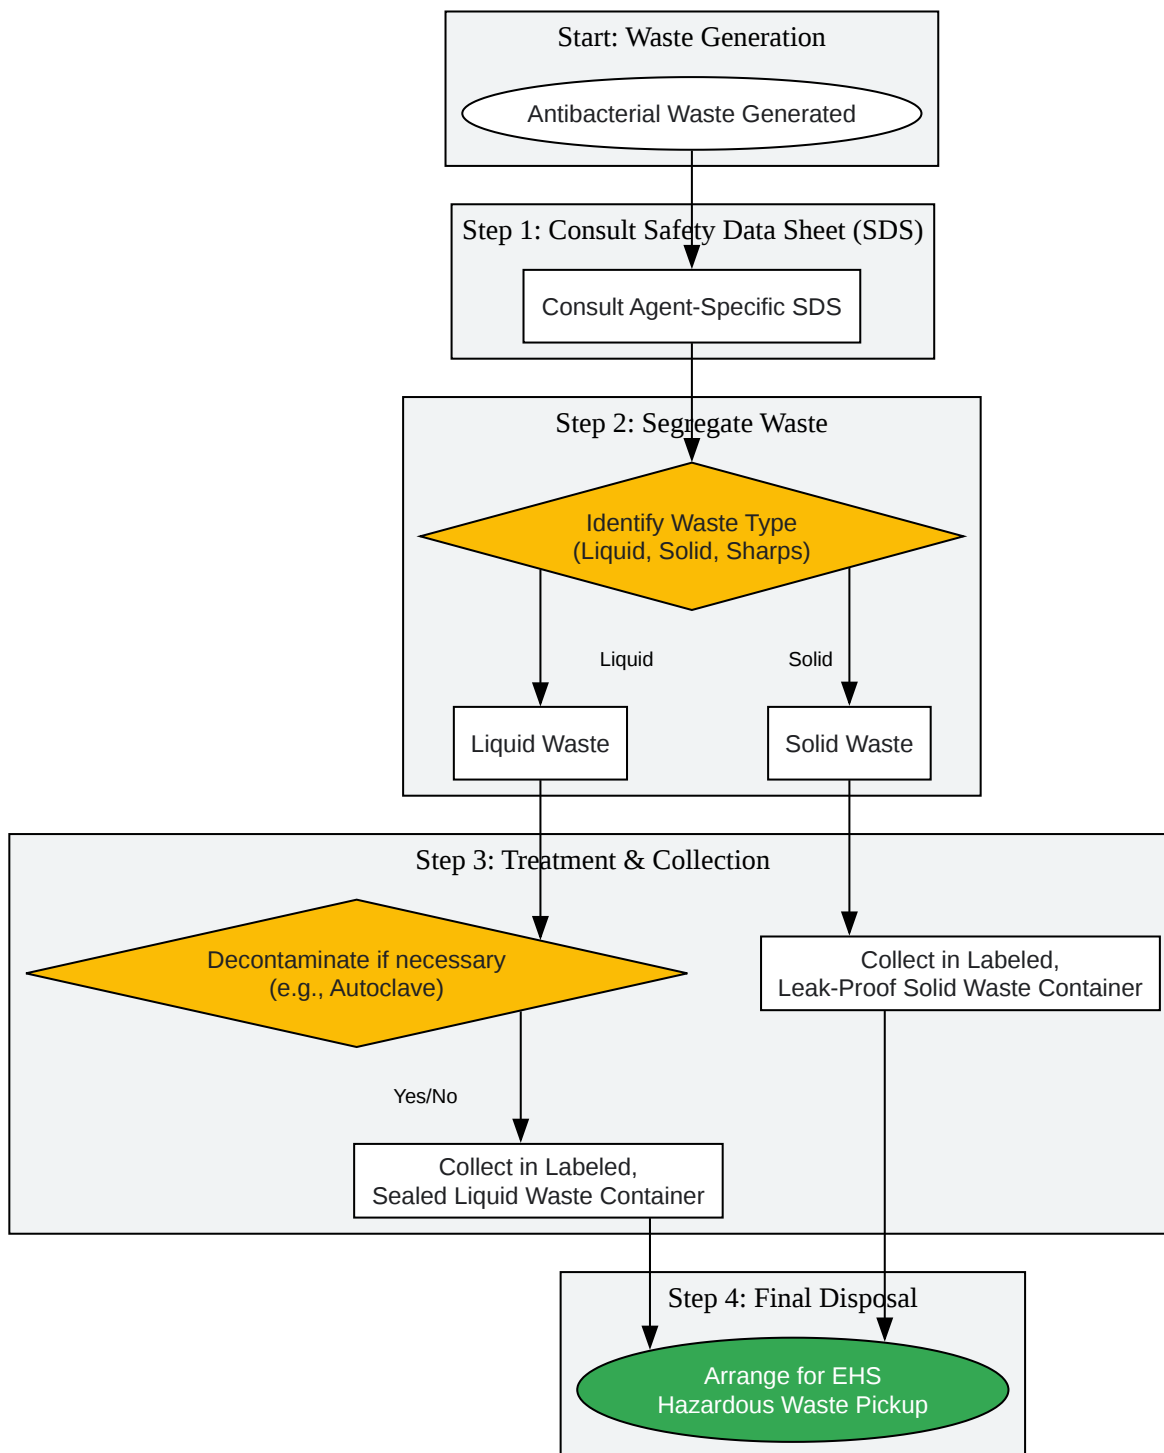 Start: Waste Generation
Antibacterial Waste Generated
Step 1: Consult Safety Data Sheet (SDS)
Consult Agent-Specific SDS
Step 2: Segregate Waste
Identify Waste Type
(Liquid, Solid, Sharps)
Liquid
Solid
Liquid Waste
Solid Waste
Step 3: Treatment & Collection
Decontaminate if necessary
(e.g., Autoclave)
Collect in Labeled,
Leak-Proof Solid Waste Container
Yes/No
Collect in Labeled,
Sealed Liquid Waste Container
Step 4: Final Disposal
Arrange for EHS
Hazardous Waste Pickup